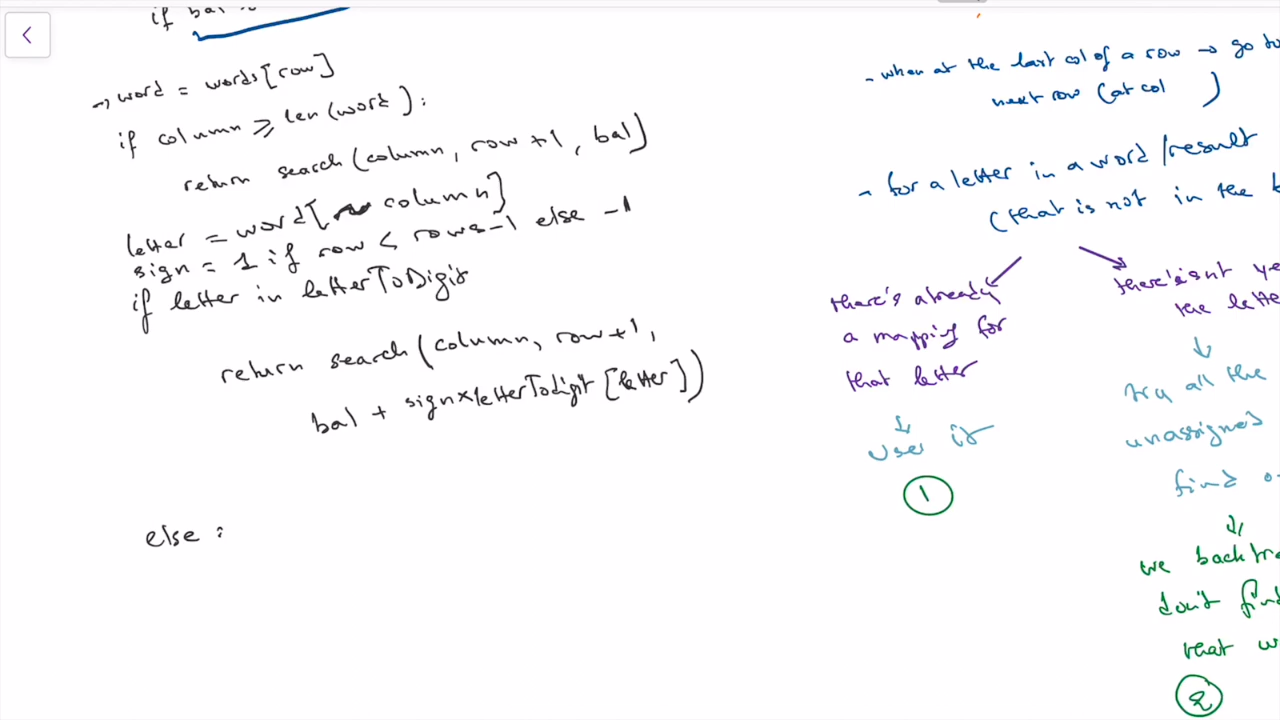 if bal
→ word = words[row]
if column ≥ len(word):
return search(column, row+1, bal)
letter = word[column]
sign = 1 if row < rows-1 else -1
if letter in letterToDigit
return search(column, row+1,
bal + sign×letterTodigit[letter])
else :
- when at the last col of a row → go to
next row (at col )
- for a letter in a word/result
(that is not in the
there's already
a mapping for
that letter
↓
use it
1
there isn't
the
↓
try all the
unassigned
find
↓
we
don't
that
2